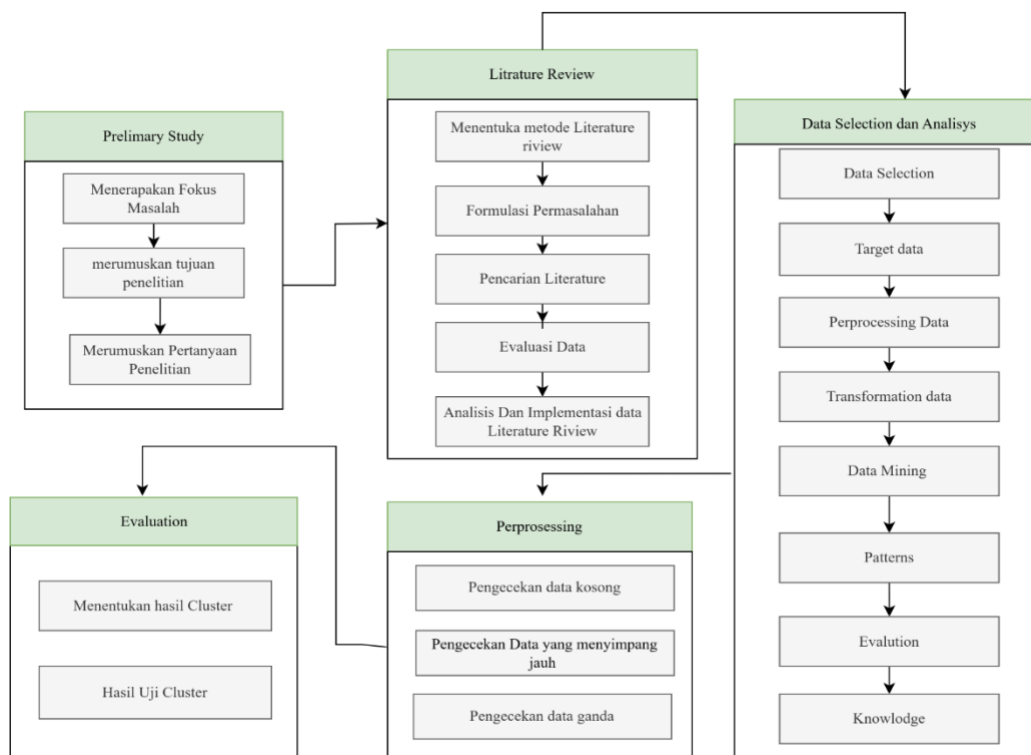 Prelimary Study
Menerapakan Fokus
Masalah
merumuskan tujuan
penelitian
Merumuskan Pertanyaan
Penelitian
Litrature Review
Menentuka metode Literature
riview
Formulasi Permasalahan
Pencarian Literature
Evaluasi Data
Analisis Dan Implementasi data
Literature Riview
Data Selection dan Analisys
Data Selection
Target data
Perprocessing Data
Transformation data
Data Mining
Patterns
Evalution
Knowlodge
Perprosessing
Pengecekan data kosong
Pengecekan Data yang menyimpang
jauh
Pengecekan data ganda
Evaluation
Menentukan hasil Cluster
Hasil Uji Cluster